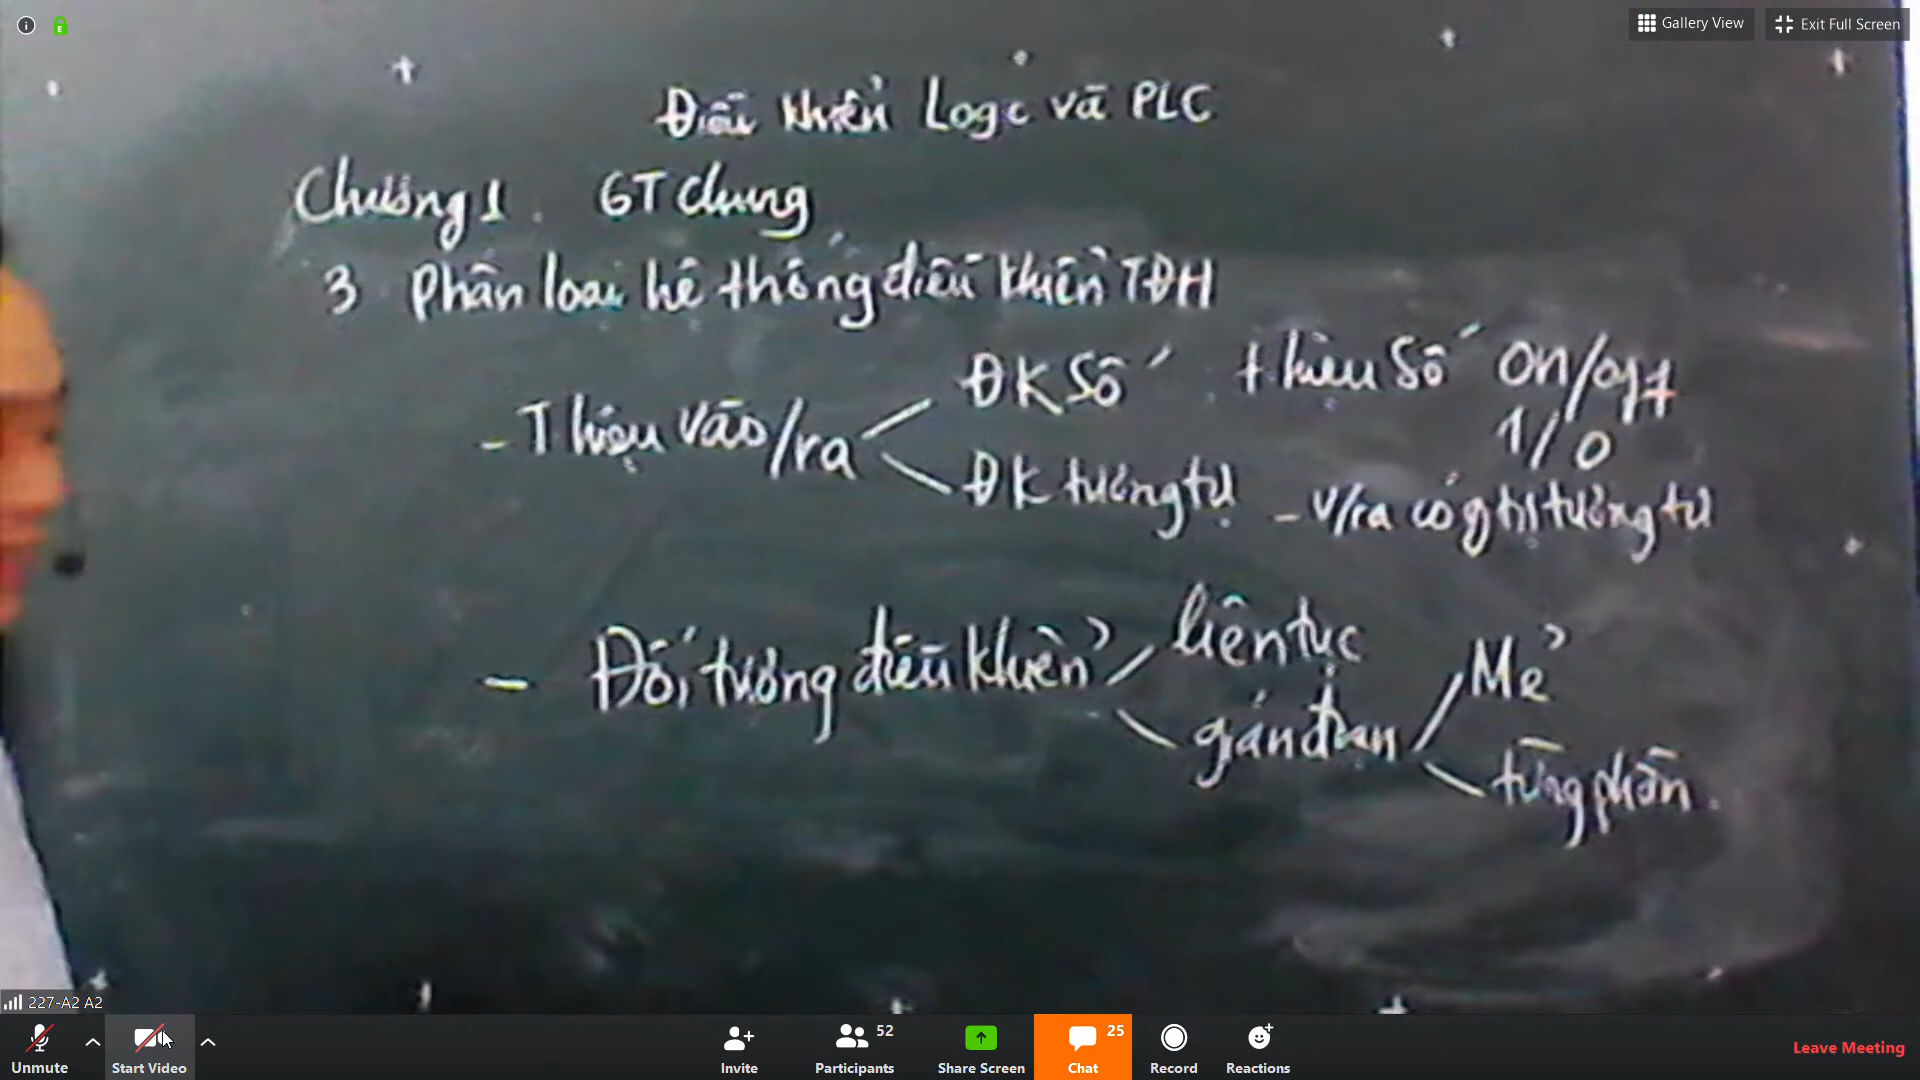 Gallery View
Exit Full Screen
Điều khiển Logic và PLC
Chương 1. GT chung
3 Phân loại hệ thống điều khiển TĐH
- T hiệu vào/ra
ĐK Số t. hiệu Số on/off
1/0
ĐK tương tự - v/ra có g trị tương tự
- Đối tượng điều khiển
liên tục
gián đoạn
Mẻ
từng phần.
227-A2 A2
Unmute
Start Video
Invite
Participants 52
Share Screen
Chat 25
Record
Reactions
Leave Meeting